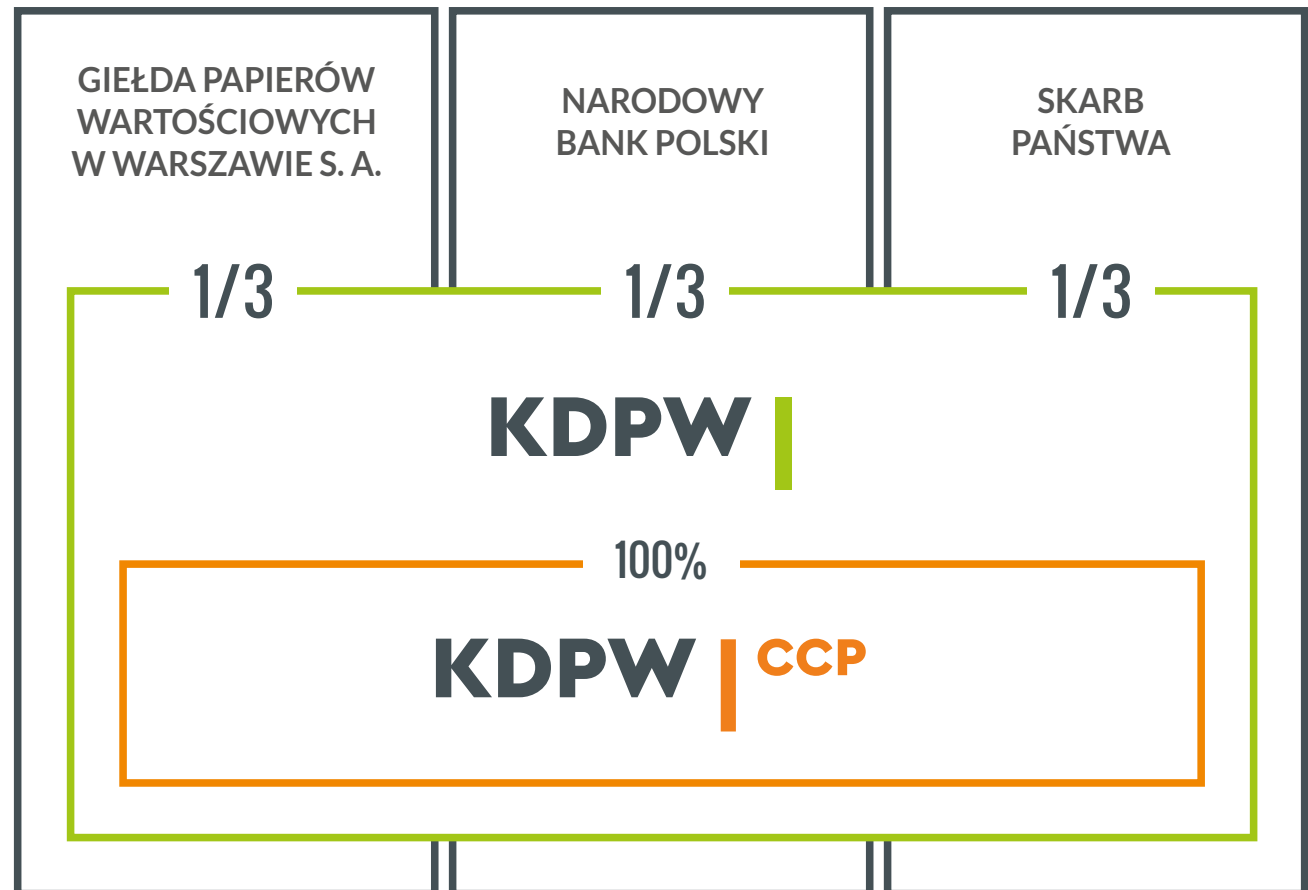 GIEŁDA PAPIERÓW
WARTOŚCIOWYCH
W WARSZAWIE S. A.
NARODOWY
BANK POLSKI
SKARB
PAŃSTWA
1/3
1/3
1/3
KDPW
100%
KDPW CCP